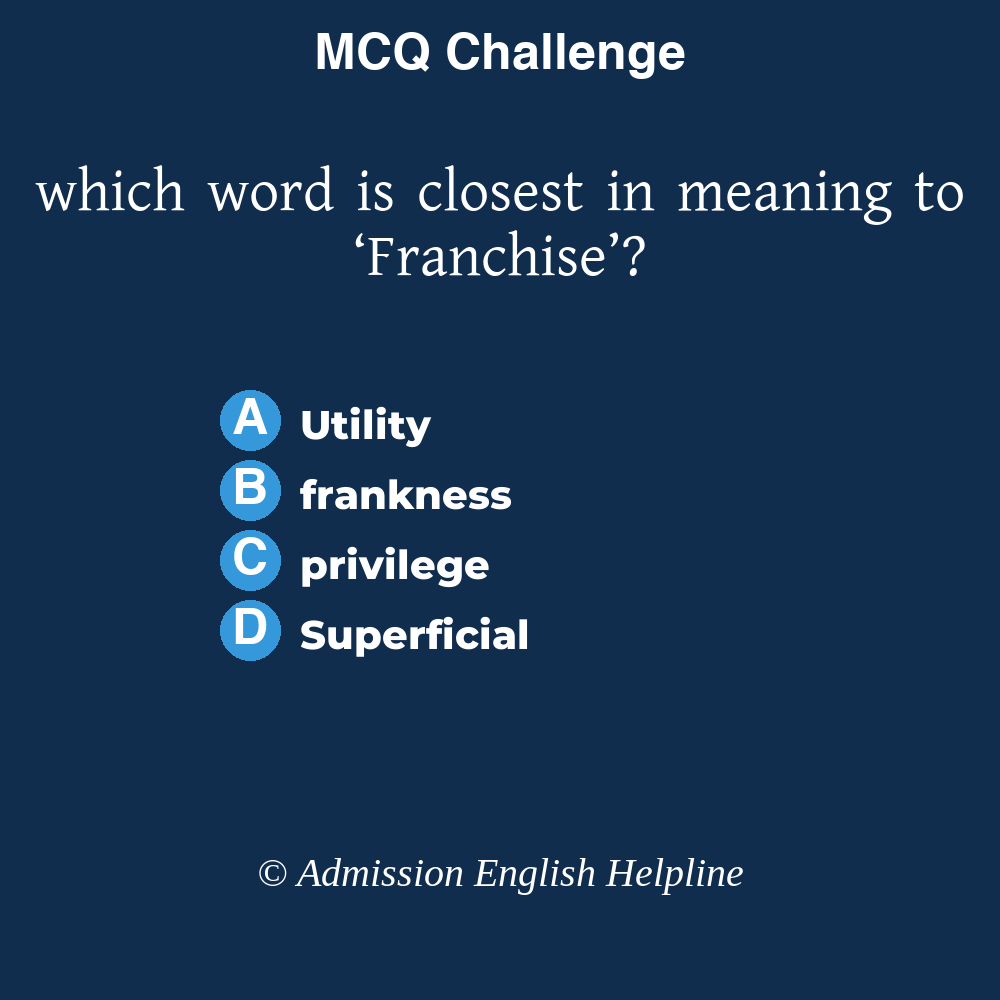 MCQ Challenge
which word is closest in meaning to
‘Franchise’?
A Utility
B frankness
C privilege
D Superficial
© Admission English Helpline